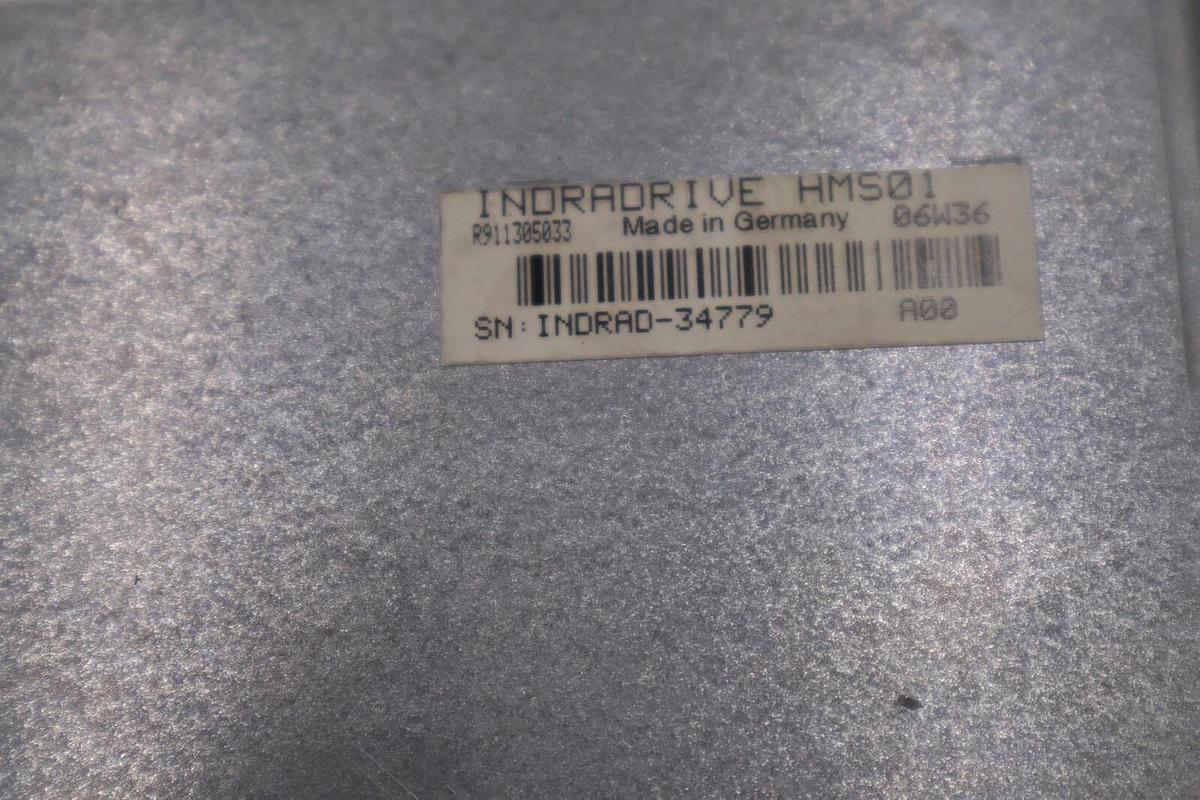 INDRADRIVE HMS01
R911305033 Made in Germany 06W36
SN: INDRAD-34779 A00